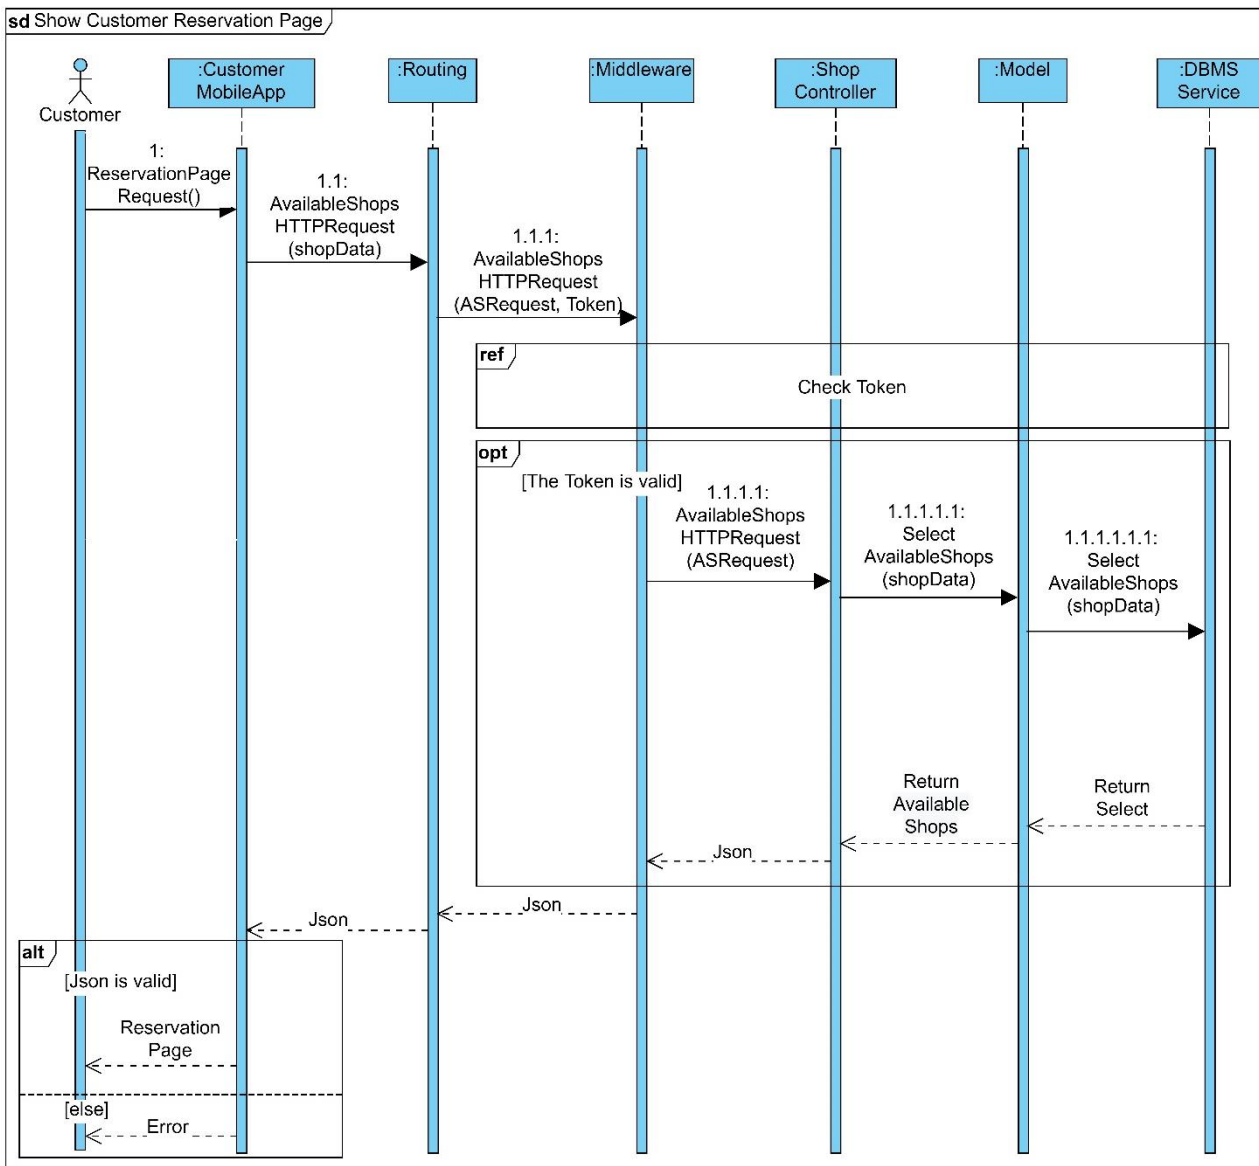 sd Show Customer Reservation Page
Customer
:Customer
MobileApp
:Routing
:Middleware
:Shop
Controller
:Model
:DBMS
Service
1:
ReservationPage
Request()
1.1:
AvailableShops
HTTPRequest
(shopData)
1.1.1:
AvailableShops
HTTPRequest
(ASRequest, Token)
ref
Check Token
opt
[The Token is valid]
1.1.1.1:
AvailableShops
HTTPRequest
(ASRequest)
1.1.1.1.1:
Select
AvailableShops
(shopData)
1.1.1.1.1.1:
Select
AvailableShops
(shopData)
Return
Select
Return
Available
Shops
Json
Json
Json
alt
[Json is valid]
Reservation
Page
[else]
Error